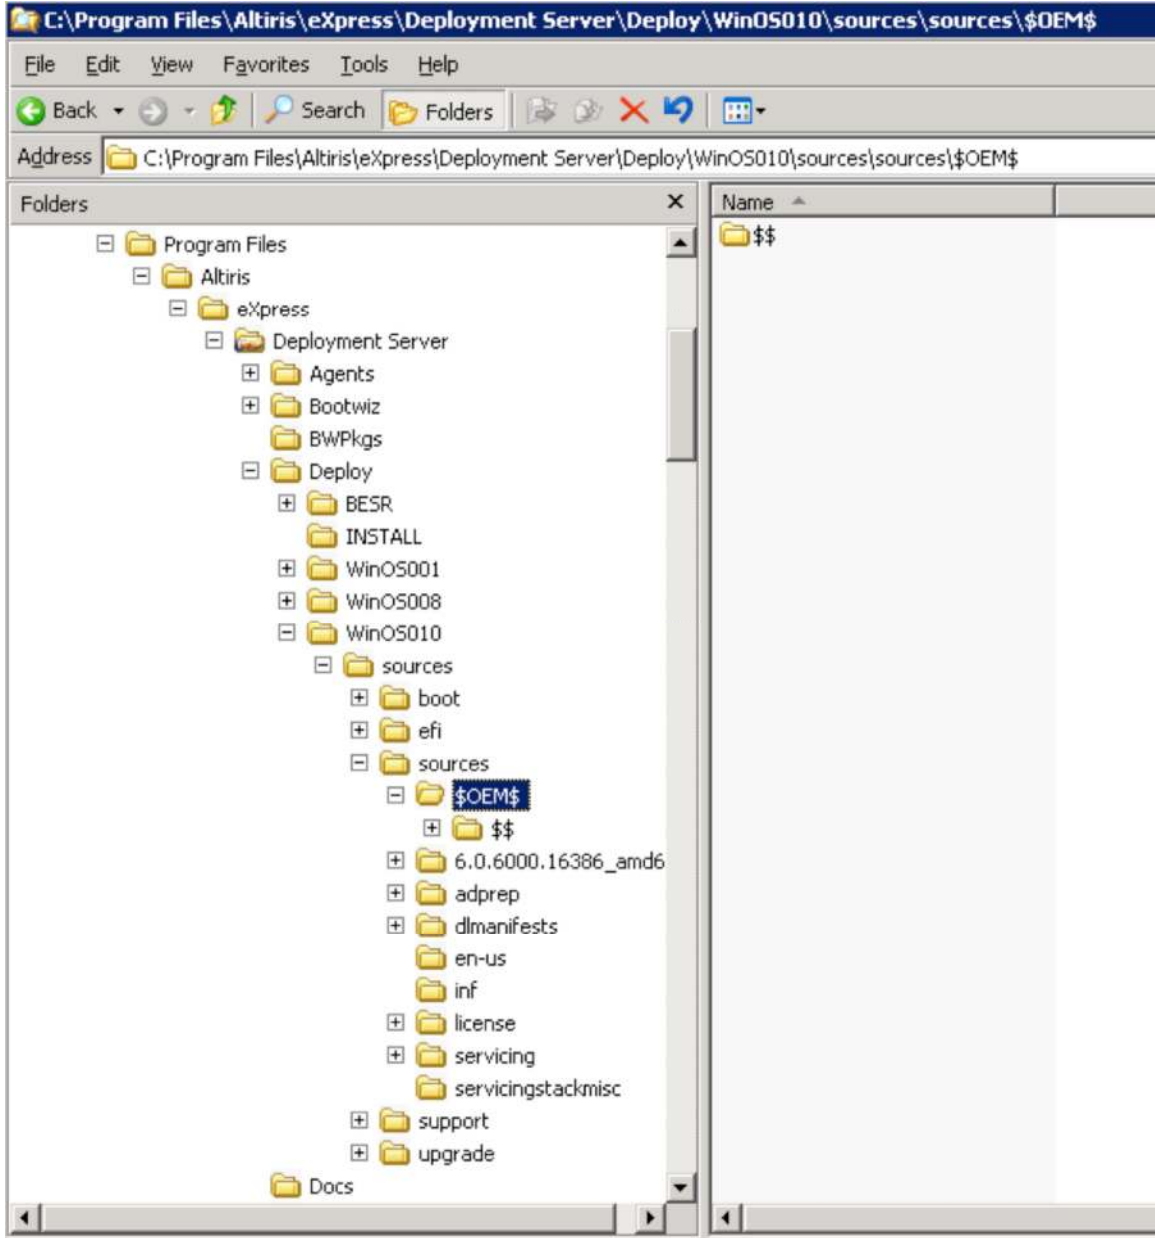 C:\Program Files\Altiris\eXpress\Deployment Server\Deploy\WinOS010\sources\sources\$OEM$
File Edit View Favorites Tools Help
Back Search Folders
Address C:\Program Files\Altiris\eXpress\Deployment Server\Deploy\WinOS010\sources\sources\$OEM$
Folders Name
Program Files $$
Altiris
eXpress
Deployment Server
Agents
Bootwiz
BWPkgs
Deploy
BESR
INSTALL
WinOS001
WinOS008
WinOS010
sources
boot
efi
sources
$OEM$
$$
6.0.6000.16386_amd6
adprep
dlmanifests
en-us
inf
license
servicing
servicingstackmisc
support
upgrade
Docs